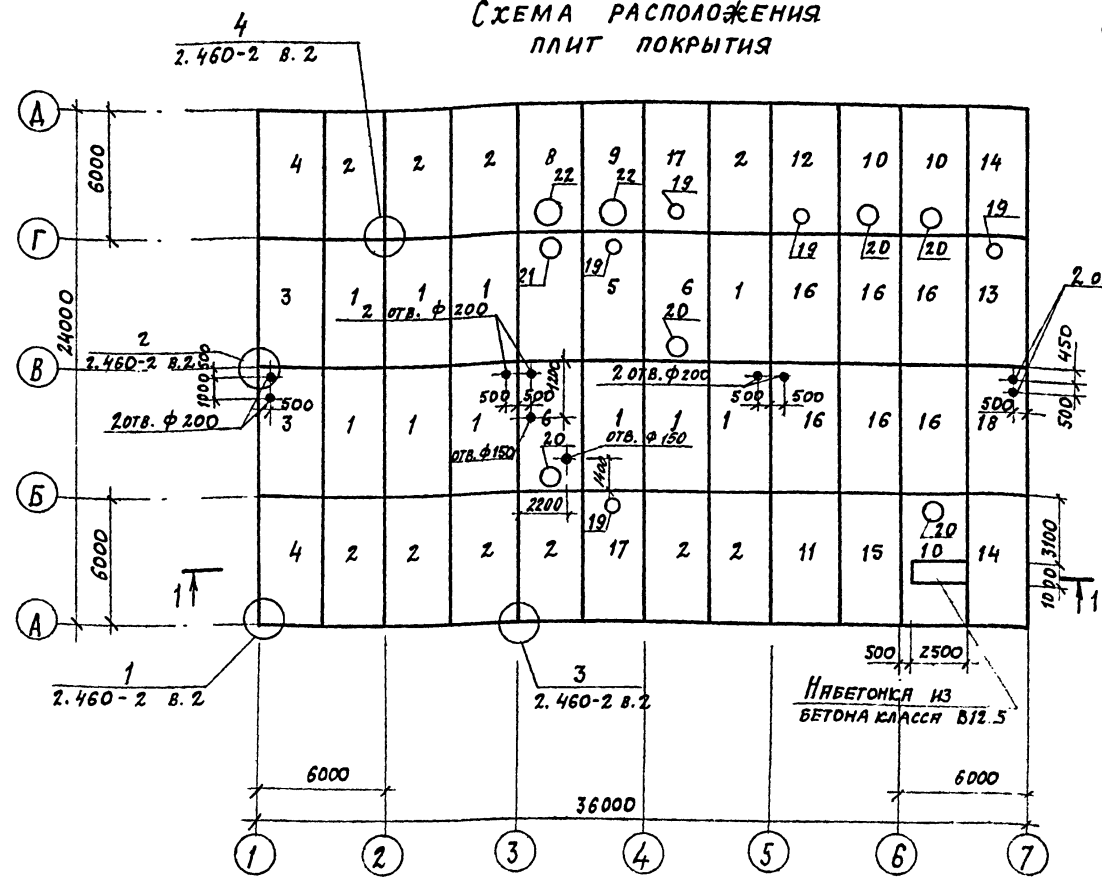 Схема расположения
плит покрытия
4
2.460-2 В.2
Д
4 2 2 2 8 9 17 2 12 10 10 14
6000
22 22 19
19
Г
21 19 19 20 20
3 1 1 1 5 6 1 16 16 16 13
24000
2 отв. ф 200
20
2 о
2
2.460-2 В.2
В
500
1000
500
2 отв. ф 200
500 500
1200
2 отв. ф 200
500 500
450
500
500
3 1 1 1 6 1 1 1 16 16 16 18
отв. ф 150
20
отв. ф 150
1400
Б
2200
19
20
4 2 2 2 2 17 2 2 11 15 10 14
6000
3100
1000
1 1
А
500 2500
1
2.460-2 В.2
3
2.460-2 В.2
Набетонка из
бетона класса В12.5
6000 6000
36000
1 2 3 4 5 6 7